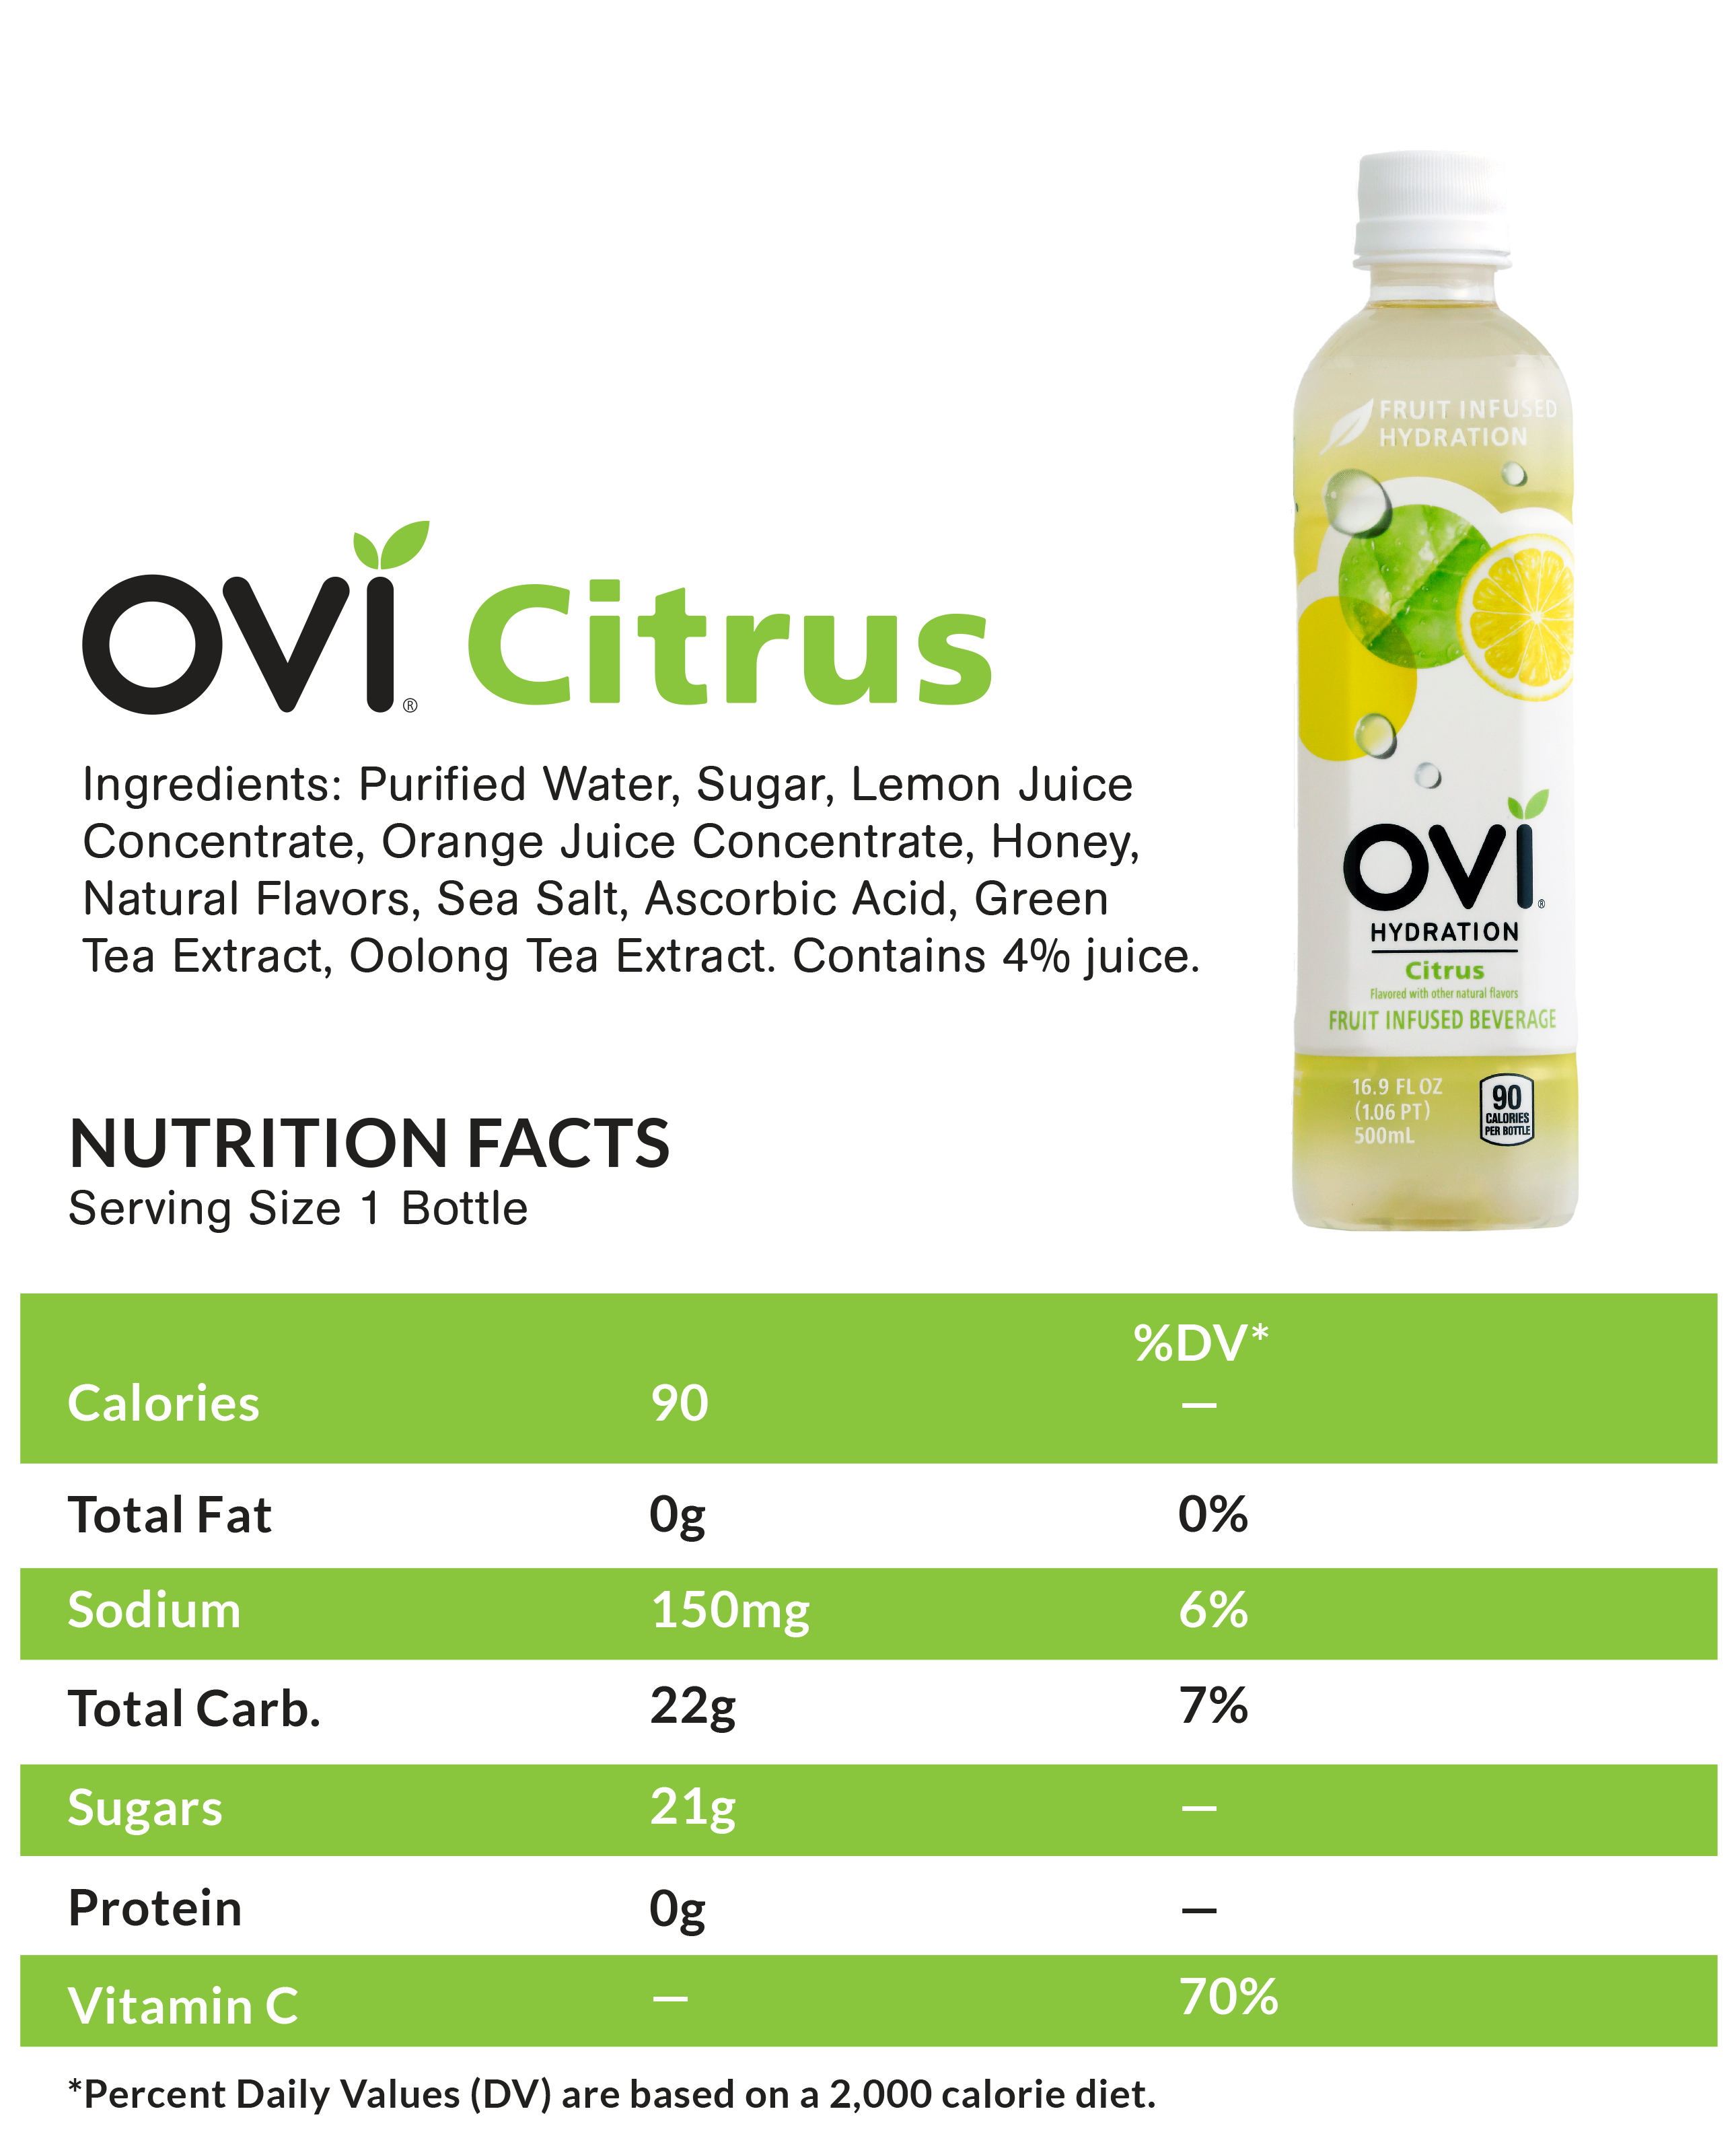 OVI® Citrus
Ingredients: Purified Water, Sugar, Lemon Juice
Concentrate, Orange Juice Concentrate, Honey,
Natural Flavors, Sea Salt, Ascorbic Acid, Green
Tea Extract, Oolong Tea Extract. Contains 4% juice.
FRUIT INFUSED
HYDRATION
OVI®
HYDRATION
Citrus
Flavored with other natural flavors
FRUIT INFUSED BEVERAGE
16.9 FL OZ
(1.06 PT)
500mL
90
CALORIES
PER BOTTLE
NUTRITION FACTS
Serving Size 1 Bottle
%DV*
Calories 90 —
Total Fat 0g 0%
Sodium 150mg 6%
Total Carb. 22g 7%
Sugars 21g —
Protein 0g —
Vitamin C — 70%
*Percent Daily Values (DV) are based on a 2,000 calorie diet.